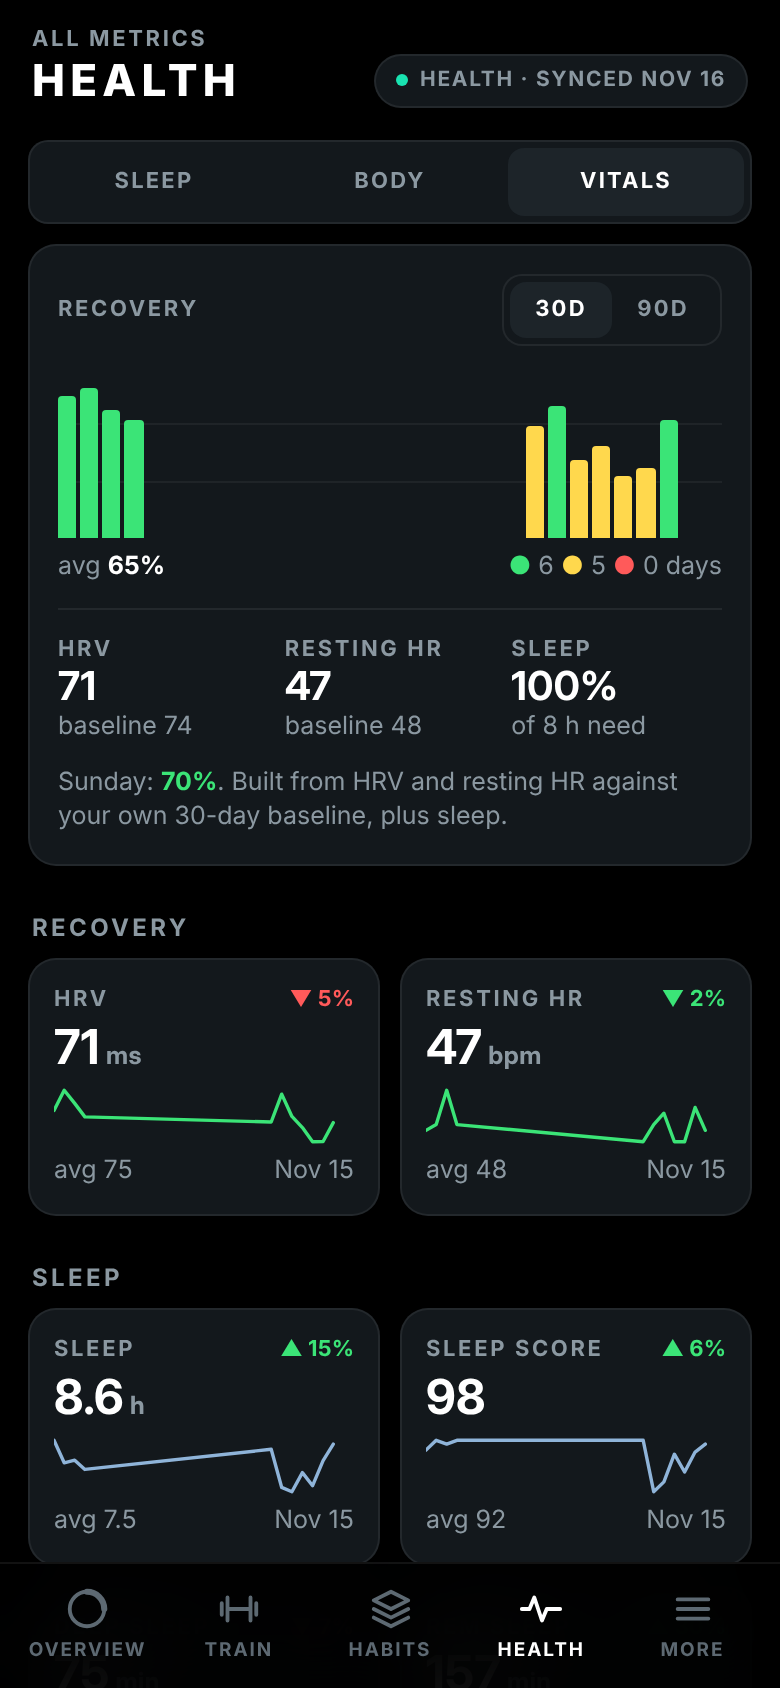 ALL METRICS
HEALTH
HEALTH · SYNCED NOV 16
SLEEP BODY VITALS
RECOVERY 30D 90D
avg 65% 6 5 0 days
HRV RESTING HR SLEEP
71 47 100%
baseline 74 baseline 48 of 8 h need
Sunday: 70%. Built from HRV and resting HR against
your own 30-day baseline, plus sleep.
RECOVERY
HRV ▼ 5% RESTING HR ▼ 2%
71 ms 47 bpm
avg 75 Nov 15 avg 48 Nov 15
SLEEP
SLEEP ▲ 15% SLEEP SCORE ▲ 6%
8.6 h 98
avg 7.5 Nov 15 avg 92 Nov 15
OVERVIEW TRAIN HABITS HEALTH MORE
75 min 157 min